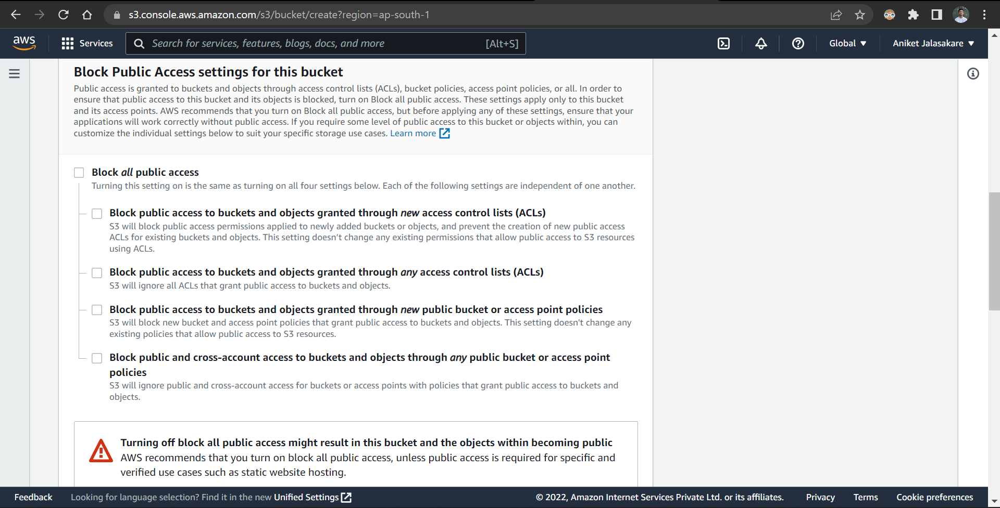 s3.console.aws.amazon.com/s3/bucket/create?region=ap-south-1
aws
Services
Search for services, features, blogs, docs, and more
[Alt+S]
Global
Aniket Jalasakare
Block Public Access settings for this bucket
Public access is granted to buckets and objects through access control lists (ACLs), bucket policies, access point policies, or all. In order to
ensure that public access to this bucket and its objects is blocked, turn on Block all public access. These settings apply only to this bucket
and its access points. AWS recommends that you turn on Block all public access, but before applying any of these settings, ensure that your
applications will work correctly without public access. If you require some level of public access to this bucket or objects within, you can
customize the individual settings below to suit your specific storage use cases. Learn more
Block all public access
Turning this setting on is the same as turning on all four settings below. Each of the following settings are independent of one another.
Block public access to buckets and objects granted through new access control lists (ACLs)
S3 will block public access permissions applied to newly added buckets or objects, and prevent the creation of new public access
ACLs for existing buckets and objects. This setting doesn’t change any existing permissions that allow public access to S3 resources
using ACLs.
Block public access to buckets and objects granted through any access control lists (ACLs)
S3 will ignore all ACLs that grant public access to buckets and objects.
Block public access to buckets and objects granted through new public bucket or access point policies
S3 will block new bucket and access point policies that grant public access to buckets and objects. This setting doesn't change any
existing policies that allow public access to S3 resources.
Block public and cross-account access to buckets and objects through any public bucket or access point
policies
S3 will ignore public and cross-account access for buckets or access points with policies that grant public access to buckets and
objects.
Turning off block all public access might result in this bucket and the objects within becoming public
AWS recommends that you turn on block all public access, unless public access is required for specific and
verified use cases such as static website hosting.
Feedback
Looking for language selection? Find it in the new Unified Settings
© 2022, Amazon Internet Services Private Ltd. or its affiliates.
Privacy
Terms
Cookie preferences